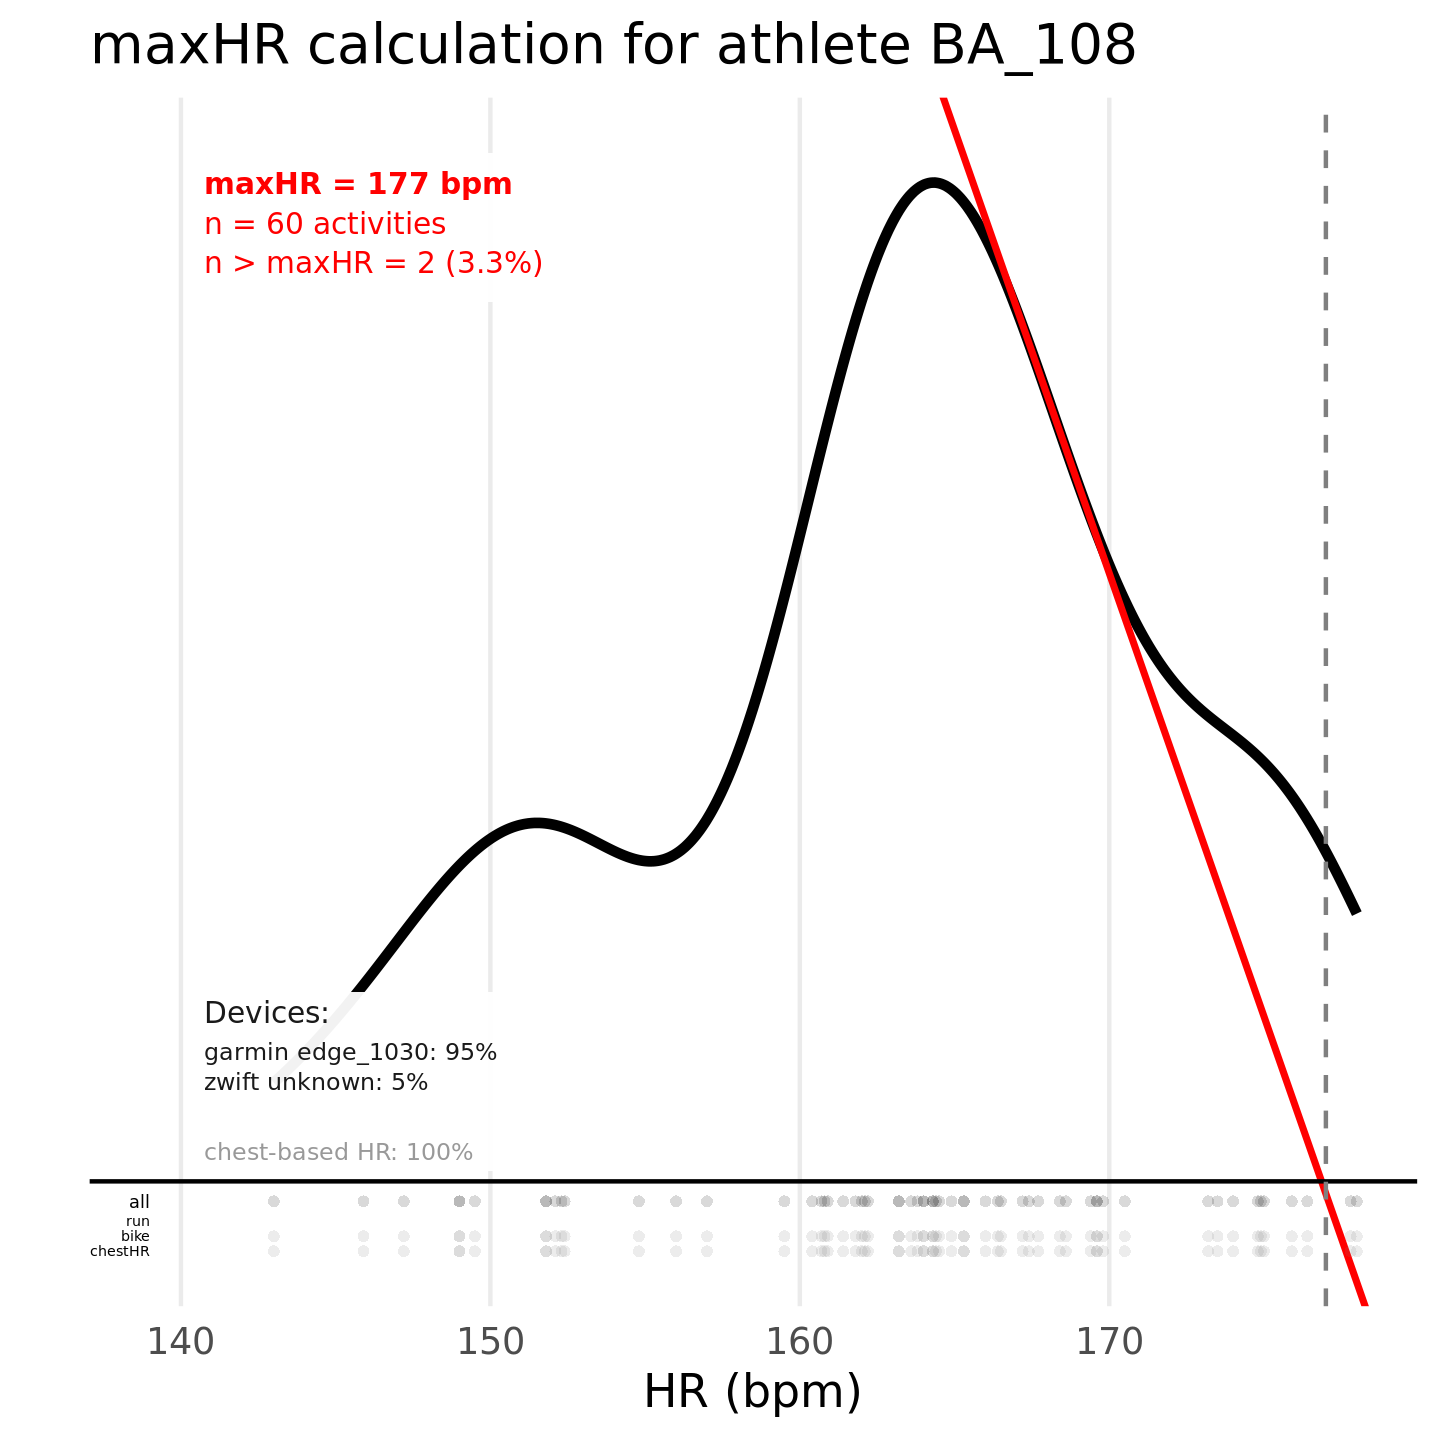 maxHR calculation for athlete BA_108
maxHR = 177 bpm
n = 60 activities
n > maxHR = 2 (3.3%)
Devices:
garmin edge_1030: 95%
zwift unknown: 5%
chest-based HR: 100%
all
run
bike
chestHR
140 150 160 170
HR (bpm)